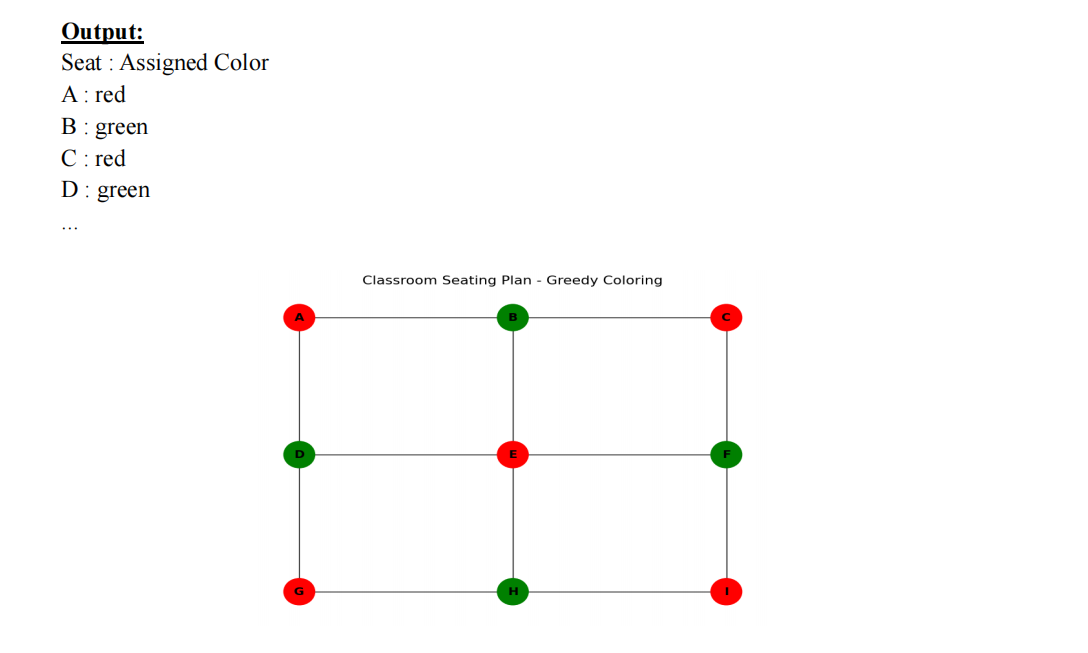 Output:
Seat : Assigned Color
A : red
B : green
C : red
D : green
...
Classroom Seating Plan - Greedy Coloring
A B C
D E F
G H I